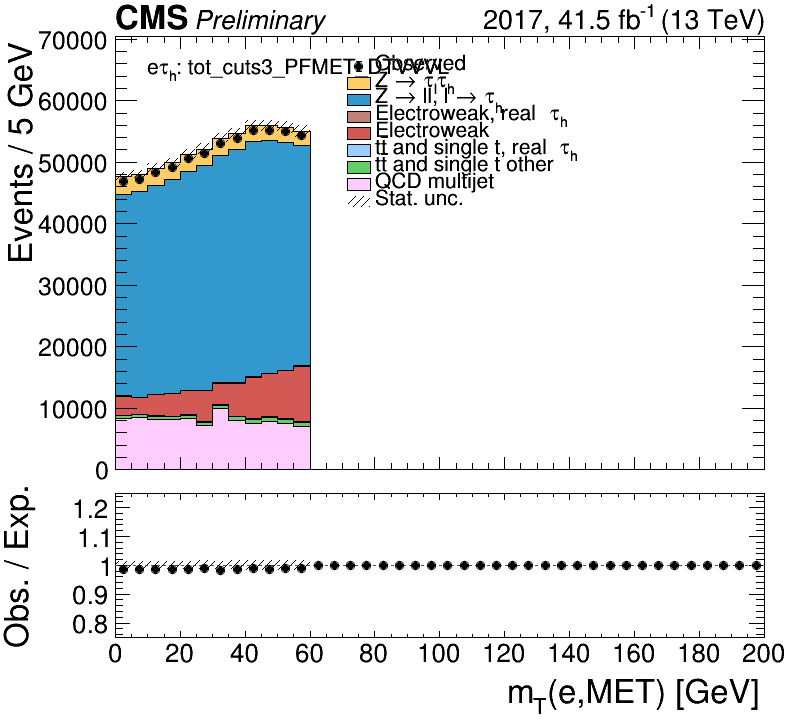 CMS Preliminary 2017, 41.5 fb⁻¹ (13 TeV)
eτh: tot_cuts3_PFMET-
Observed
Z → τlτh
Z → ll, l → τh
Electroweak, real τh
Electroweak
tt and single t, real τh
tt and single t other
QCD multijet
Stat. unc.
Events / 5 GeV
70000
60000
50000
40000
30000
20000
10000
0
Obs. / Exp.
1.2
1.1
1
0.9
0.8
0 20 40 60 80 100 120 140 160 180 200
mT(e,MET) [GeV]